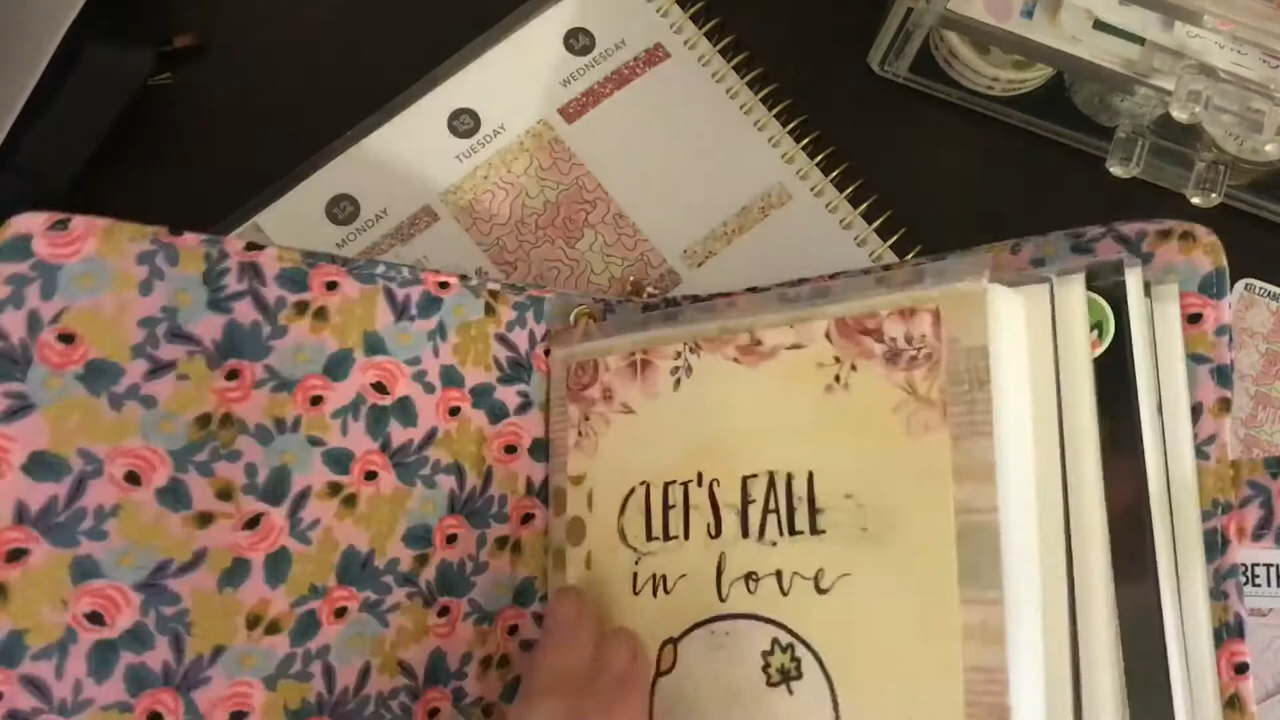 14
WEDNESDAY
13
TUESDAY
12
MONDAY
LET'S FALL
in love
BETH